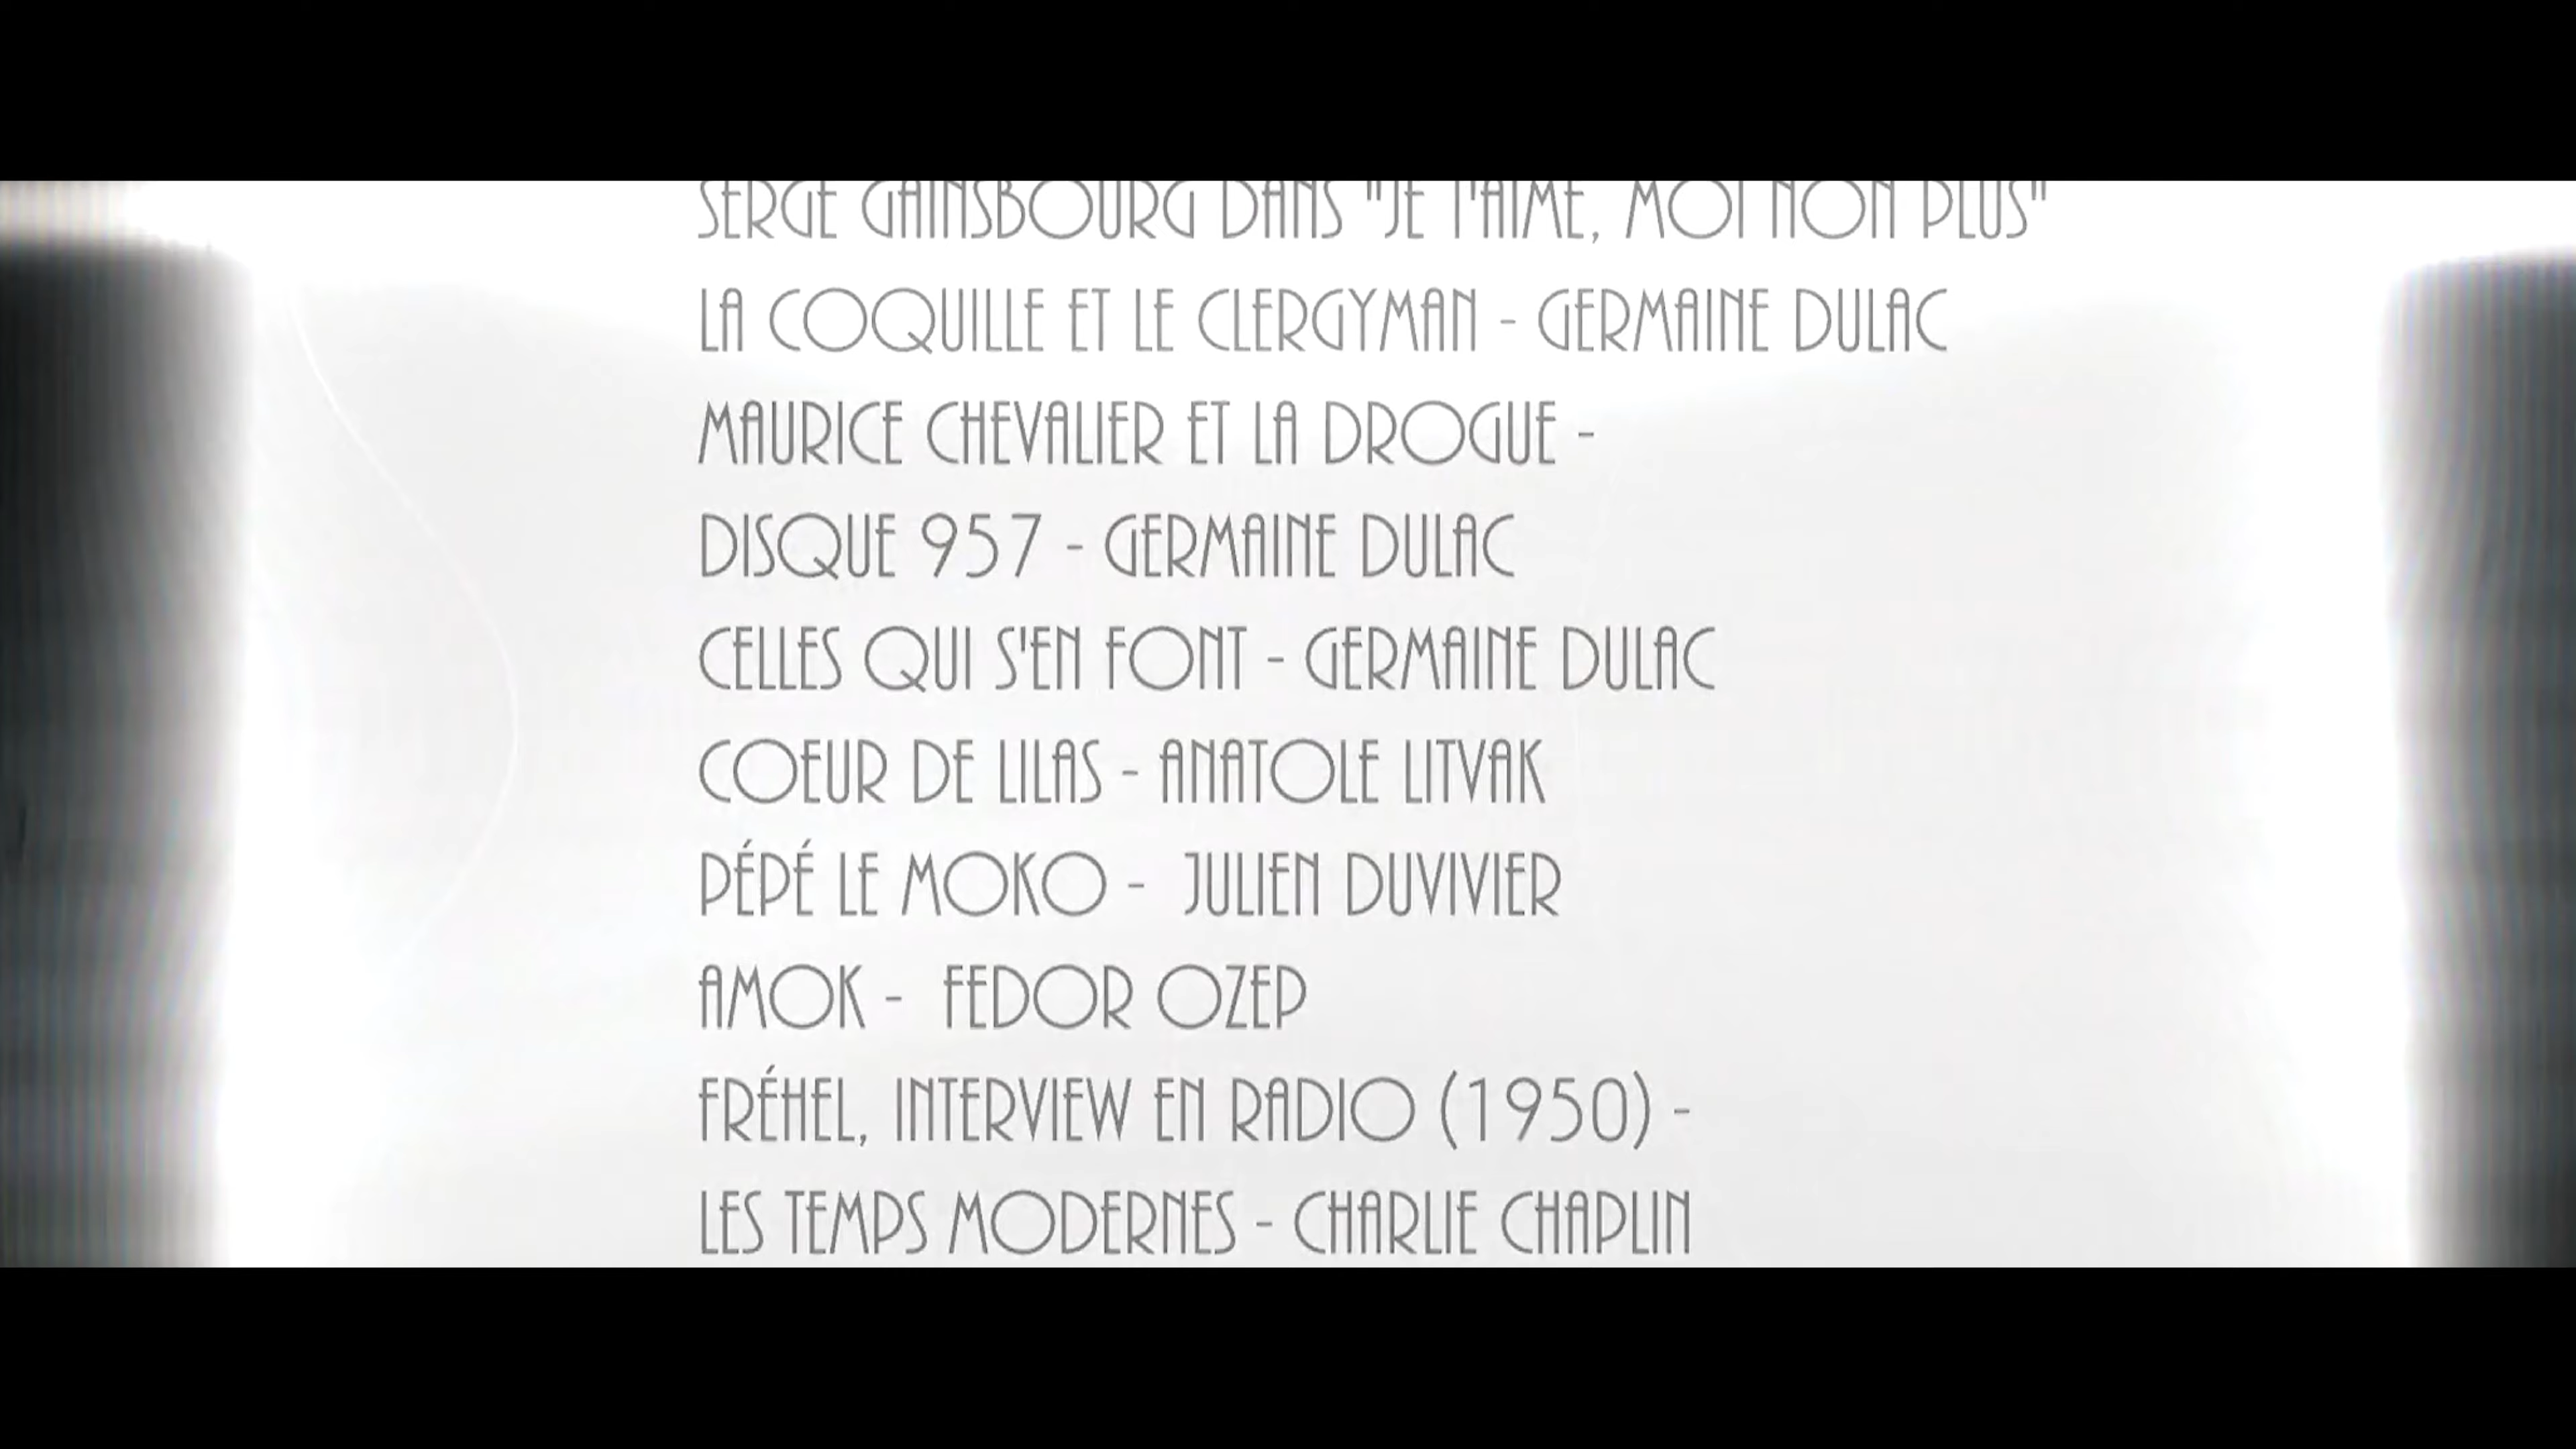 SERGE GAINSBOURG DANS "JE T'AIME, MOI NON PLUS"
LA COQUILLE ET LE CLERGYMAN - GERMAINE DULAC
MAURICE CHEVALIER ET LA DROGUE -
DISQUE 957 - GERMAINE DULAC
CELLES QUI S'EN FONT - GERMAINE DULAC
COEUR DE LILAS - ANATOLE LITVAK
PÉPÉ LE MOKO - JULIEN DUVIVIER
AMOK - FEDOR OZEP
FRÉHEL, INTERVIEW EN RADIO (1950) -
LES TEMPS MODERNES - CHARLIE CHAPLIN